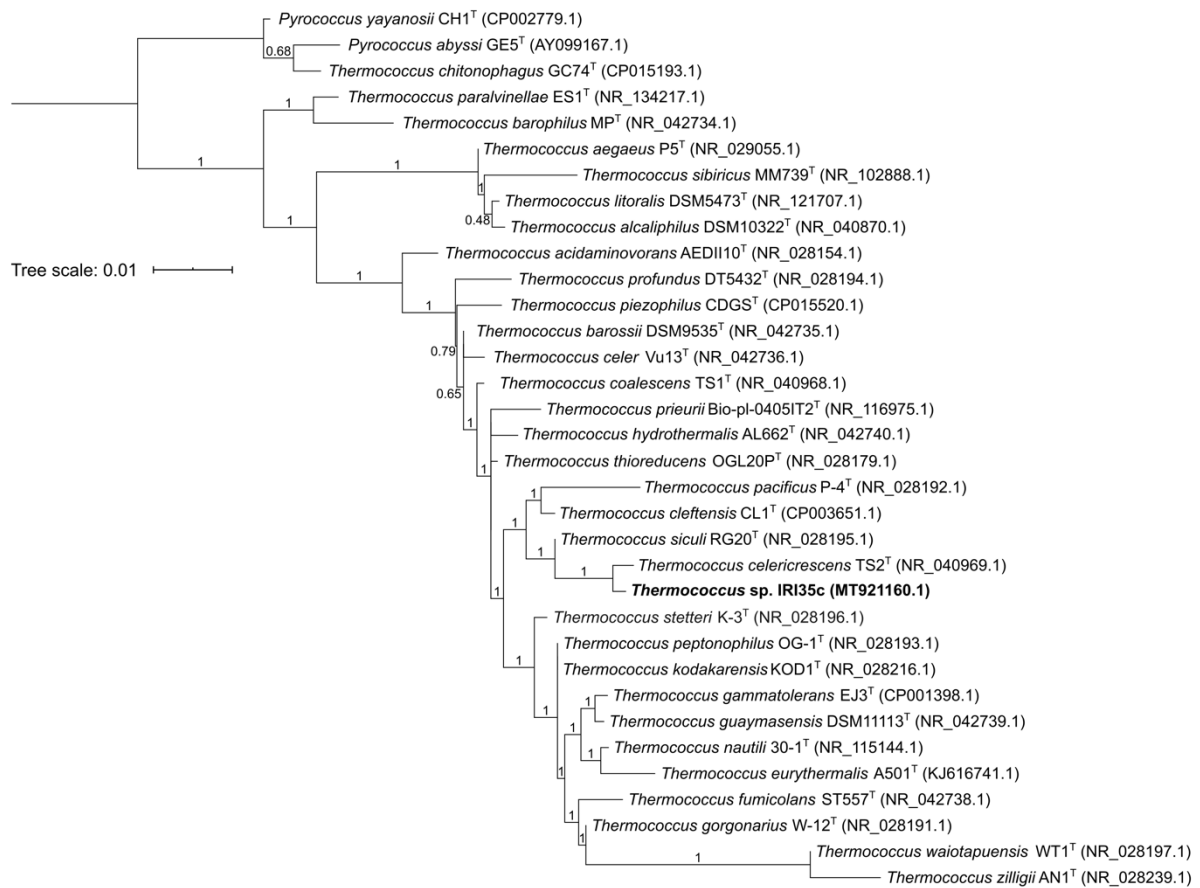 Pyrococcus yayanosii CH1ᵀ (CP002779.1)
0.68
Pyrococcus abyssi GE5ᵀ (AY099167.1)
Thermococcus chitonophagus GC74ᵀ (CP015193.1)
1
Thermococcus paralvinellae ES1ᵀ (NR_134217.1)
Thermococcus barophilus MPᵀ (NR_042734.1)
1
1
Thermococcus aegaeus P5ᵀ (NR_029055.1)
Thermococcus sibiricus MM739ᵀ (NR_102888.1)
1
Thermococcus litoralis DSM5473ᵀ (NR_121707.1)
0.48
Thermococcus alcaliphilus DSM10322ᵀ (NR_040870.1)
1
Thermococcus acidaminovorans AEDII10ᵀ (NR_028154.1)
Tree scale: 0.01
1
Thermococcus profundus DT5432ᵀ (NR_028194.1)
1
Thermococcus piezophilus CDGSᵀ (CP015520.1)
Thermococcus barossii DSM9535ᵀ (NR_042735.1)
0.79
Thermococcus celer Vu13ᵀ (NR_042736.1)
Thermococcus coalescens TS1ᵀ (NR_040968.1)
0.65
Thermococcus prieurii Bio-pl-0405IT2ᵀ (NR_116975.1)
1
Thermococcus hydrothermalis AL662ᵀ (NR_042740.1)
Thermococcus thioreducens OGL20Pᵀ (NR_028179.1)
1
Thermococcus pacificus P-4ᵀ (NR_028192.1)
1
Thermococcus cleftensis CL1ᵀ (CP003651.1)
1
Thermococcus siculi RG20ᵀ (NR_028195.1)
1
Thermococcus celericrescens TS2ᵀ (NR_040969.1)
1
Thermococcus sp. IRI35c (MT921160.1)
1
Thermococcus stetteri K-3ᵀ (NR_028196.1)
Thermococcus peptonophilus OG-1ᵀ (NR_028193.1)
1
Thermococcus kodakarensis KOD1ᵀ (NR_028216.1)
Thermococcus gammatolerans EJ3ᵀ (CP001398.1)
1
1
Thermococcus guaymasensis DSM11113ᵀ (NR_042739.1)
1
Thermococcus nautili 30-1ᵀ (NR_115144.1)
1
Thermococcus eurythermalis A501ᵀ (KJ616741.1)
1
Thermococcus fumicolans ST557ᵀ (NR_042738.1)
1
Thermococcus gorgonarius W-12ᵀ (NR_028191.1)
1
Thermococcus waiotapuensis WT1ᵀ (NR_028197.1)
1
Thermococcus zilligii AN1ᵀ (NR_028239.1)